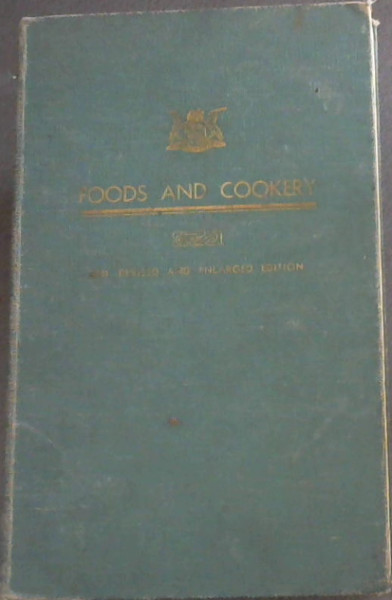 FOODS AND COOKERY
REVISED AND ENLARGED EDITION